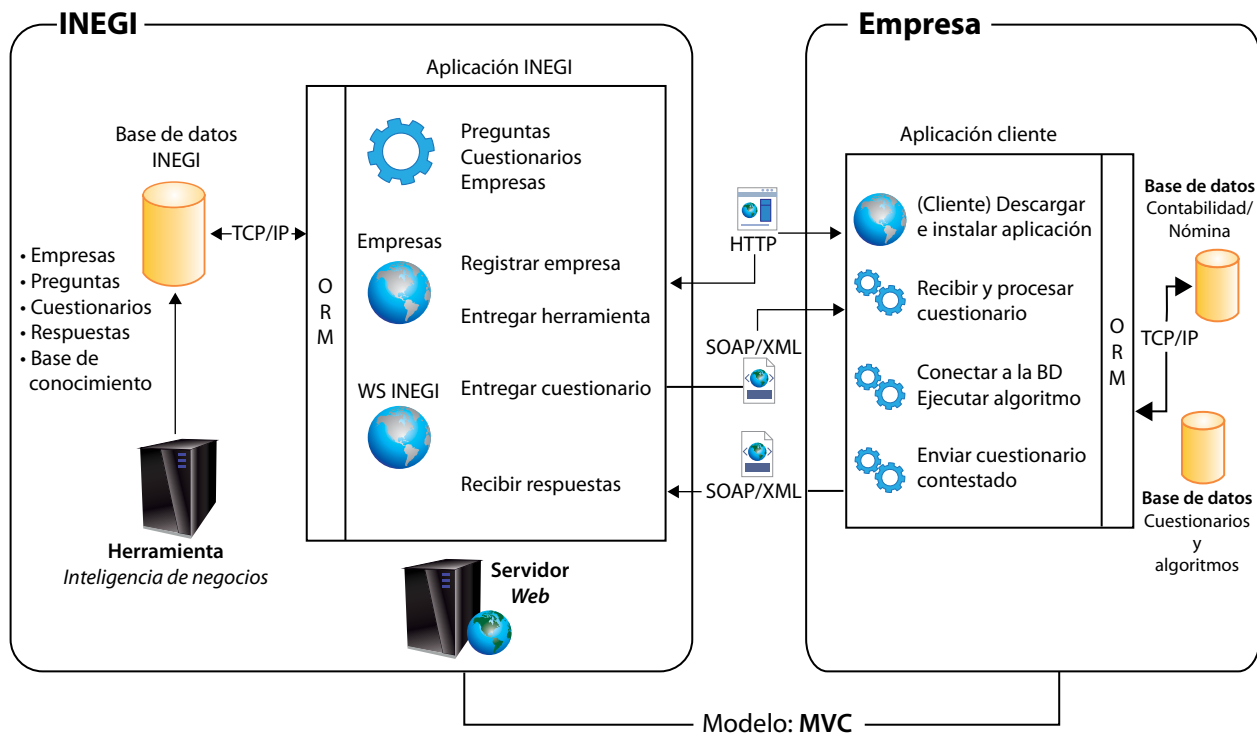 INEGI
Empresa
Aplicación INEGI
Base de datos
INEGI
TCP/IP
• Empresas
• Preguntas
• Cuestionarios
• Respuestas
• Base de
conocimiento
Herramienta
Inteligencia de negocios
O
R
M
Preguntas
Cuestionarios
Empresas
Empresas
Registrar empresa
Entregar herramienta
WS INEGI
Entregar cuestionario
Recibir respuestas
Servidor
Web
HTTP
SOAP/XML
SOAP/XML
Aplicación cliente
(Cliente) Descargar
e instalar aplicación
Recibir y procesar
cuestionario
Conectar a la BD
Ejecutar algoritmo
Enviar cuestionario
contestado
O
R
M
Base de datos
Contabilidad/
Nómina
TCP/IP
Base de datos
Cuestionarios
y
algoritmos
Modelo: MVC